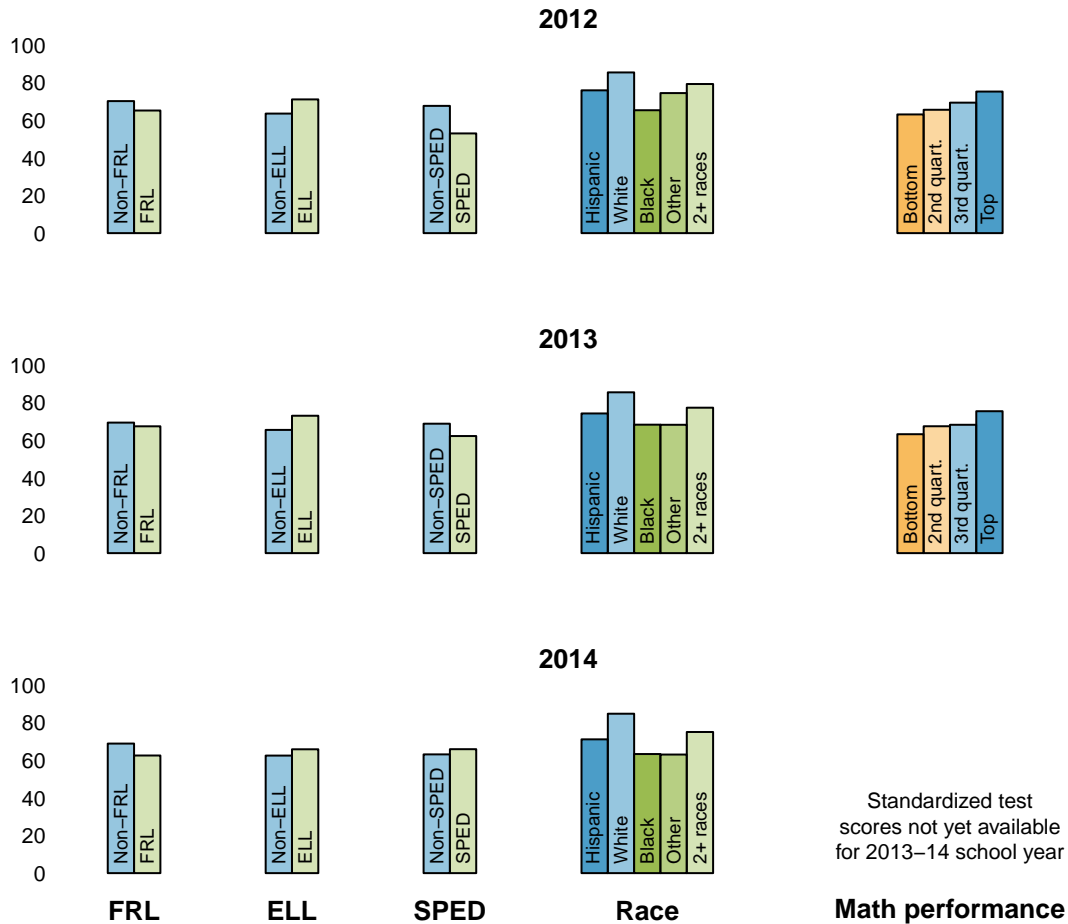 2012
100
80
60
40
20
0
Non−FRL
FRL
Non−ELL
ELL
Non−SPED
SPED
Hispanic
White
Black
Other
2+ races
Bottom
2nd quart.
3rd quart.
Top
2013
100
80
60
40
20
0
Non−FRL
FRL
Non−ELL
ELL
Non−SPED
SPED
Hispanic
White
Black
Other
2+ races
Bottom
2nd quart.
3rd quart.
Top
2014
100
80
60
40
20
0
Non−FRL
FRL
Non−ELL
ELL
Non−SPED
SPED
Hispanic
White
Black
Other
2+ races
Standardized test
scores not yet available
for 2013−14 school year
FRL
ELL
SPED
Race
Math performance